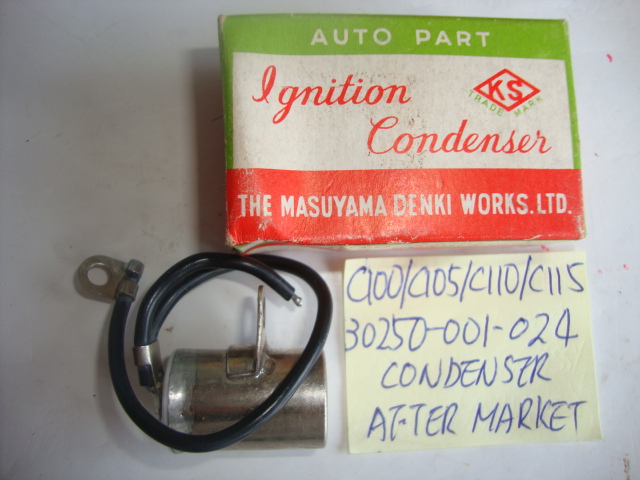 AUTO PART
Ignition
Condenser
KS
TRADE MARK
THE MASUYAMA DENKI WORKS.LTD.
C100/C105/C110/C115
30250-001-024
CONDENSER
AFTER MARKET